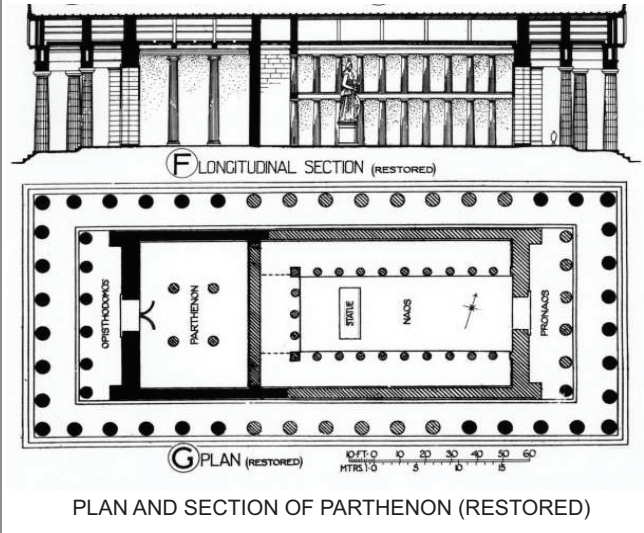 F LONGITUDINAL SECTION (RESTORED)
OPISTHODOMOS
PARTHENON
STATUE
NAOS
PRONAOS
G PLAN (RESTORED)
10·FT·0 10 20 30 40 50 60
MTRS.1·0 5 10 15
PLAN AND SECTION OF PARTHENON (RESTORED)